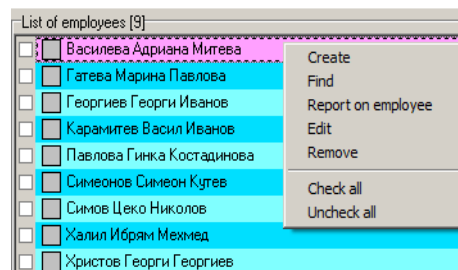 List of employees [9]
Василева Адриана Митева
Гатева Марина Павлова
Георгиев Георги Иванов
Карамитев Васил Иванов
Павлова Гинка Костадинова
Симеонов Симеон Кутев
Симов Цеко Николов
Халил Ибрям Мехмед
Христов Георги Георгиев
Create
Find
Report on employee
Edit
Remove
Check all
Uncheck all